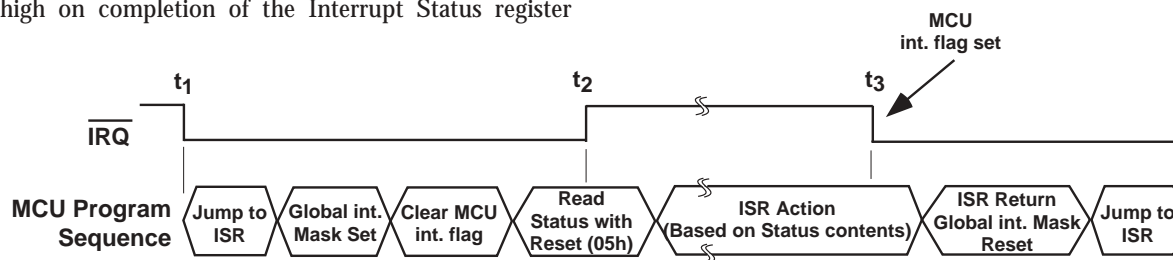 high on completion of the Interrupt Status register
MCU
int. flag set
t1
t2
t3
IRQ
MCU Program
Sequence
Jump to
ISR
Global int.
Mask Set
Clear MCU
int. flag
Read
Status with
Reset (05h)
ISR Action
(Based on Status contents)
ISR Return
Global int. Mask
Reset
Jump to
ISR